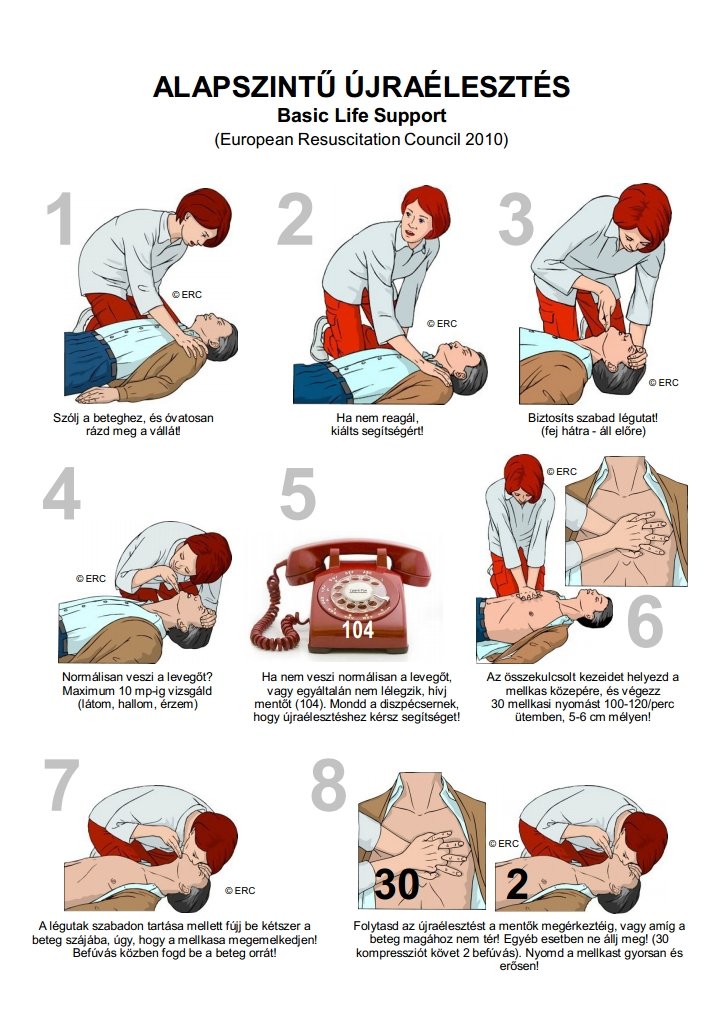 ALAPSZINTŰ ÚJRAÉLESZTÉS
Basic Life Support
(European Resuscitation Council 2010)
1
© ERC
Szólj a beteghez, és óvatosan
rázd meg a vállát!
2
© ERC
Ha nem reagál,
kiálts segítségért!
3
© ERC
Biztosíts szabad légutat!
(fej hátra - áll előre)
4
© ERC
Normálisan veszi a levegőt?
Maximum 10 mp-ig vizsgáld
(látom, hallom, érzem)
5
104
Ha nem veszi normálisan a levegőt,
vagy egyáltalán nem lélegzik, hívj
mentőt (104). Mondd a diszpécsernek,
hogy újraélesztéshez kérsz segítséget!
© ERC
6
Az összekulcsolt kezeidet helyezd a
mellkas közepére, és végezz
30 mellkasi nyomást 100-120/perc
ütemben, 5-6 cm mélyen!
7
© ERC
A légutak szabadon tartása mellett fújj be kétszer a
beteg szájába, úgy, hogy a mellkasa megemelkedjen!
Befúvás közben fogd be a beteg orrát!
8
© ERC
30
2
Folytasd az újraélesztést a mentők megérkeztéig, vagy amíg a
beteg magához nem tér! Egyéb esetben ne állj meg! (30
kompressziót követ 2 befúvás). Nyomd a mellkast gyorsan és
erősen!